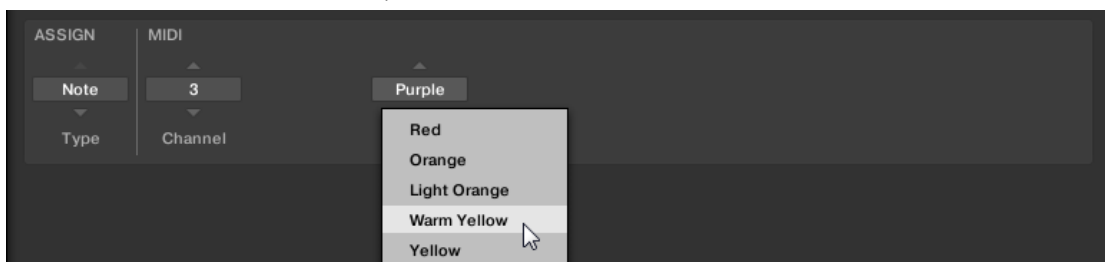 ASSIGN MIDI
Note 3 Purple
Type Channel
Red
Orange
Light Orange
Warm Yellow
Yellow